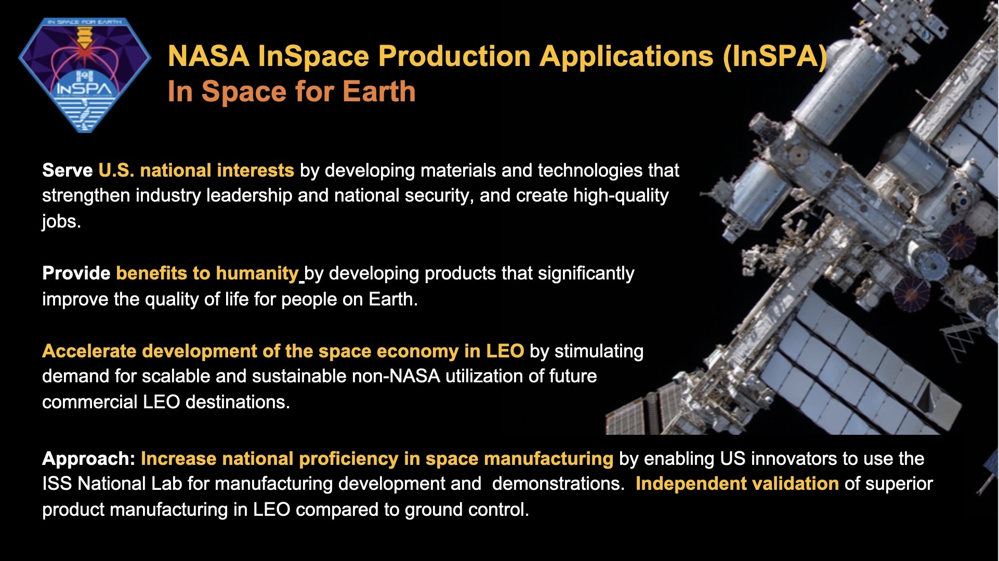 IN SPACE FOR EARTH
InSPA
NASA InSpace Production Applications (InSPA)
In Space for Earth
Serve U.S. national interests by developing materials and technologies that
strengthen industry leadership and national security, and create high-quality
jobs.
Provide benefits to humanity by developing products that significantly
improve the quality of life for people on Earth.
Accelerate development of the space economy in LEO by stimulating
demand for scalable and sustainable non-NASA utilization of future
commercial LEO destinations.
Approach: Increase national proficiency in space manufacturing by enabling US innovators to use the
ISS National Lab for manufacturing development and  demonstrations.  Independent validation of superior
product manufacturing in LEO compared to ground control.